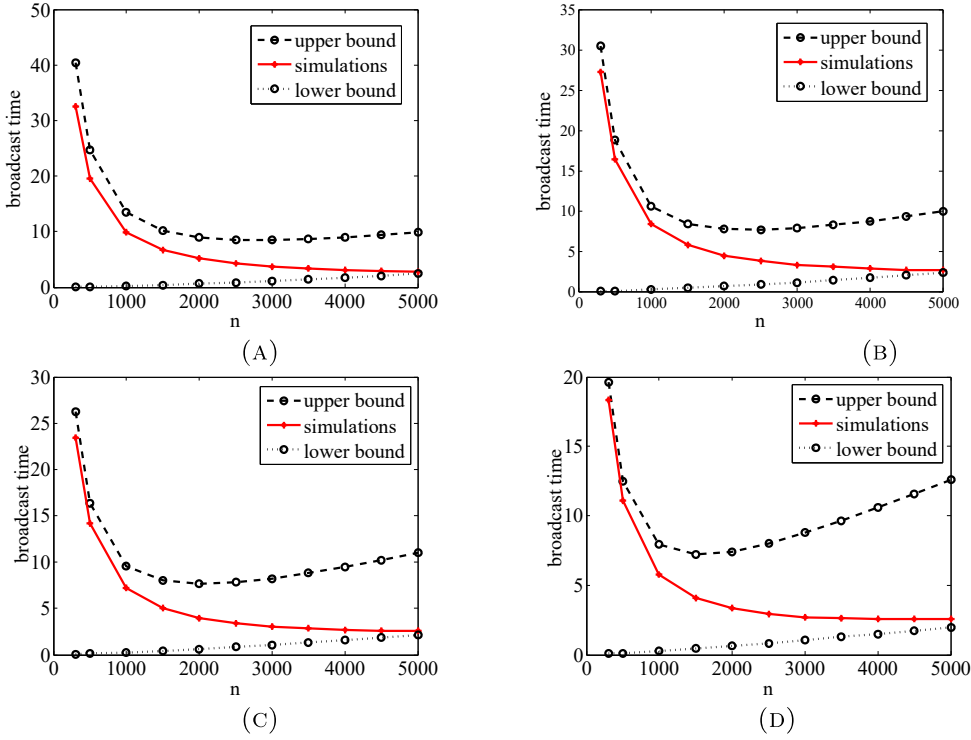 50
40
30
20
10
0
broadcast time
upper bound
simulations
lower bound
0 1000 2000 3000 4000 5000
n
(A)
35
30
25
20
15
10
5
0
broadcast time
upper bound
simulations
lower bound
0 1000 2000 3000 4000 5000
n
(B)
30
25
20
15
10
5
0
broadcast time
upper bound
simulations
lower bound
0 1000 2000 3000 4000 5000
n
(C)
20
15
10
5
0
broadcast time
upper bound
simulations
lower bound
0 1000 2000 3000 4000 5000
n
(D)